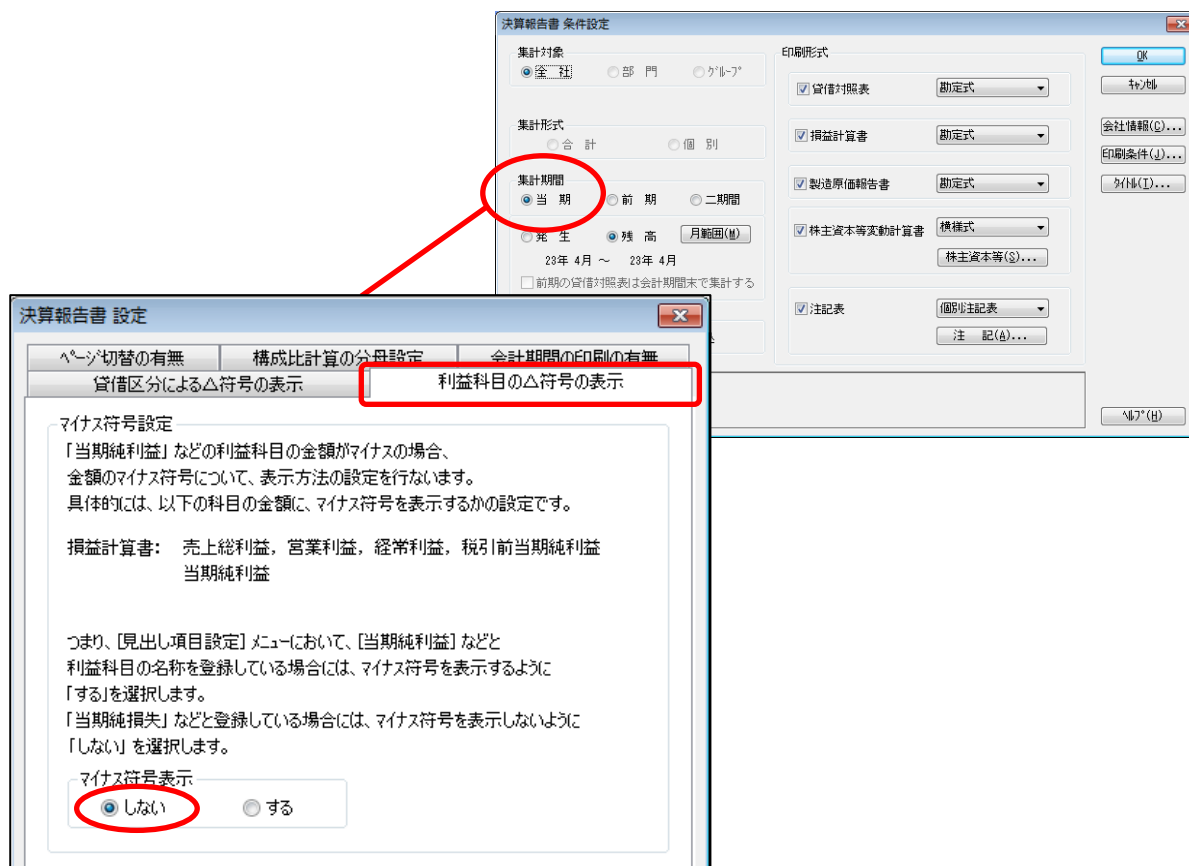 決算報告書 条件設定
集計対象
全 社
部 門
ｸﾞﾙｰﾌﾟ
集計形式
合 計
個 別
集計期間
当 期
前 期
二期間
発 生
残 高
月範囲(M)
23年 4月 ～ 23年 4月
前期の貸借対照表は会計期間末で集計する
印刷形式
貸借対照表
勘定式
損益計算書
勘定式
製造原価報告書
勘定式
株主資本等変動計算書
横様式
株主資本等(S)...
注記表
個別注記表
注 記(A)...
OK
ｷｬﾝｾﾙ
会社情報(C)...
印刷条件(J)...
ﾀｲﾄﾙ(I)...
ﾍﾙﾌﾟ(H)
決算報告書 設定
ﾍﾟｰｼﾞ切替の有無
構成比計算の分母設定
会計期間の印刷の有無
貸借区分による△符号の表示
利益科目の△符号の表示
マイナス符号設定
「当期純利益」などの利益科目の金額がマイナスの場合、
金額のマイナス符号について、表示方法の設定を行ないます。
具体的には、以下の科目の金額に、マイナス符号を表示するかの設定です。
損益計算書： 売上総利益，営業利益，経常利益，税引前当期純利益
当期純利益
つまり、[見出し項目設定] メニューにおいて、[当期純利益] などと
利益科目の名称を登録している場合には、マイナス符号を表示するように
「する」を選択します。
「当期純損失」などと登録している場合には、マイナス符号を表示しないように
「しない」を選択します。
マイナス符号表示
しない
する